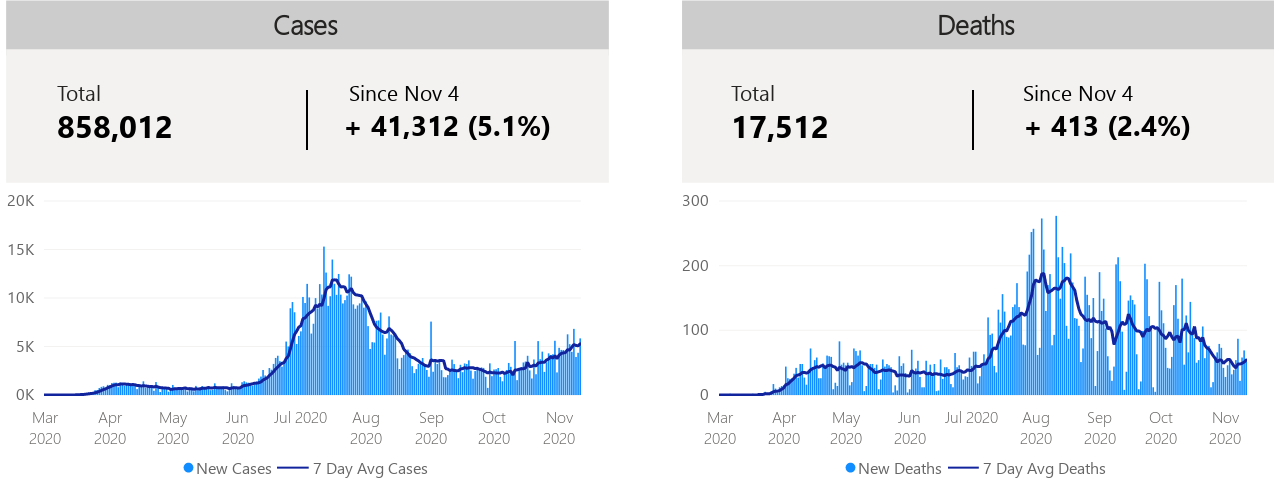 Cases
Total
858,012
Since Nov 4
+ 41,312 (5.1%)
20K
15K
10K
5K
0K
Mar 2020
Apr 2020
May 2020
Jun 2020
Jul 2020
Aug 2020
Sep 2020
Oct 2020
Nov 2020
New Cases
7 Day Avg Cases
Deaths
Total
17,512
Since Nov 4
+ 413 (2.4%)
300
200
100
0
Mar 2020
Apr 2020
May 2020
Jun 2020
Jul 2020
Aug 2020
Sep 2020
Oct 2020
Nov 2020
New Deaths
7 Day Avg Deaths